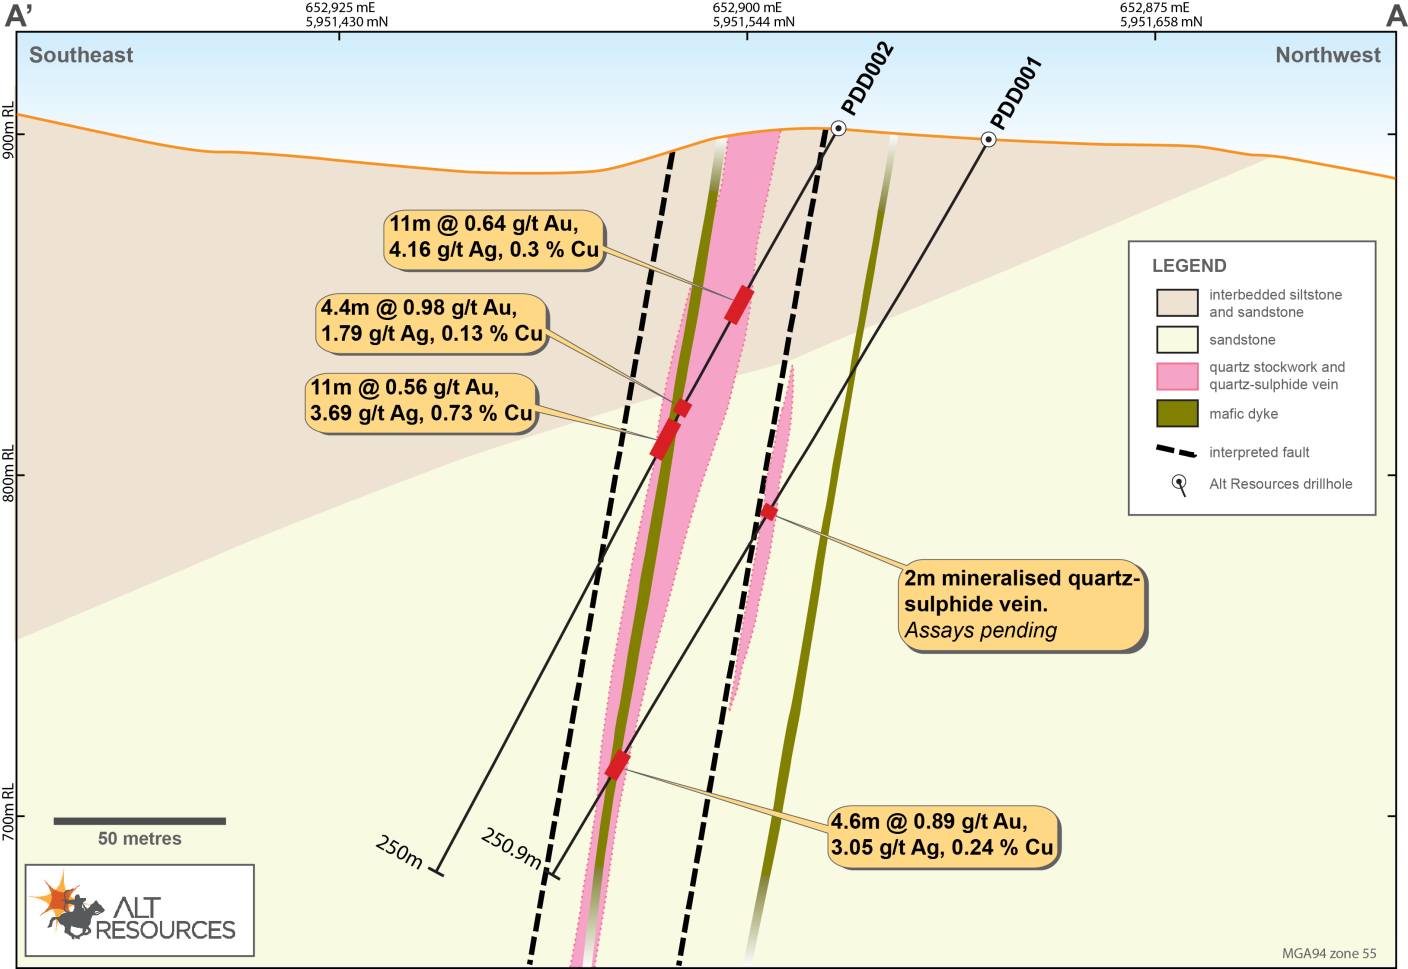 A'
652,925 mE
5,951,430 mN
652,900 mE
5,951,544 mN
652,875 mE
5,951,658 mN
A
Southeast
Northwest
PDD002
PDD001
900m RL
800m RL
700m RL
11m @ 0.64 g/t Au,
4.16 g/t Ag, 0.3 % Cu
4.4m @ 0.98 g/t Au,
1.79 g/t Ag, 0.13 % Cu
11m @ 0.56 g/t Au,
3.69 g/t Ag, 0.73 % Cu
LEGEND
interbedded siltstone
and sandstone
sandstone
quartz stockwork and
quartz-sulphide vein
mafic dyke
interpreted fault
Alt Resources drillhole
2m mineralised quartz-
sulphide vein.
Assays pending
4.6m @ 0.89 g/t Au,
3.05 g/t Ag, 0.24 % Cu
250m
250.9m
50 metres
ALT
RESOURCES
MGA94 zone 55